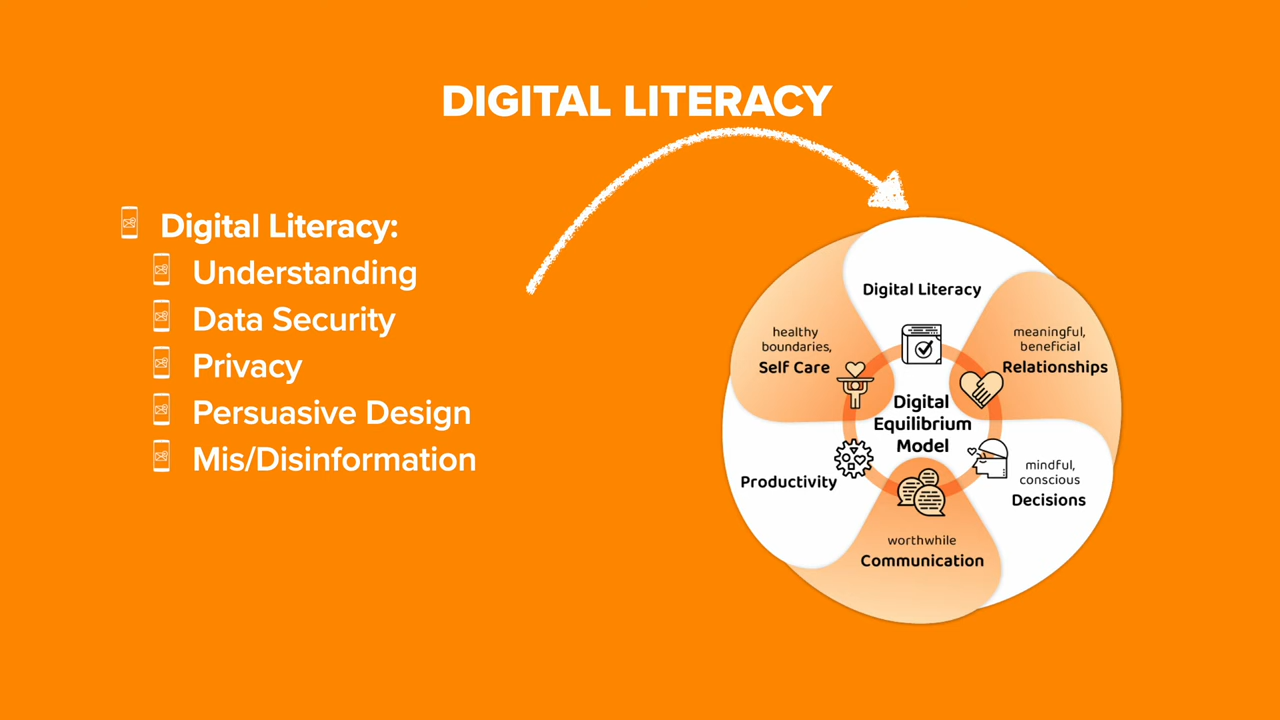 DIGITAL LITERACY
Digital Literacy:
Understanding
Data Security
Privacy
Persuasive Design
Mis/Disinformation
Digital Literacy
meaningful,
beneficial
Relationships
mindful,
conscious
Decisions
worthwhile
Communication
Productivity
healthy
boundaries,
Self Care
Digital
Equilibrium
Model